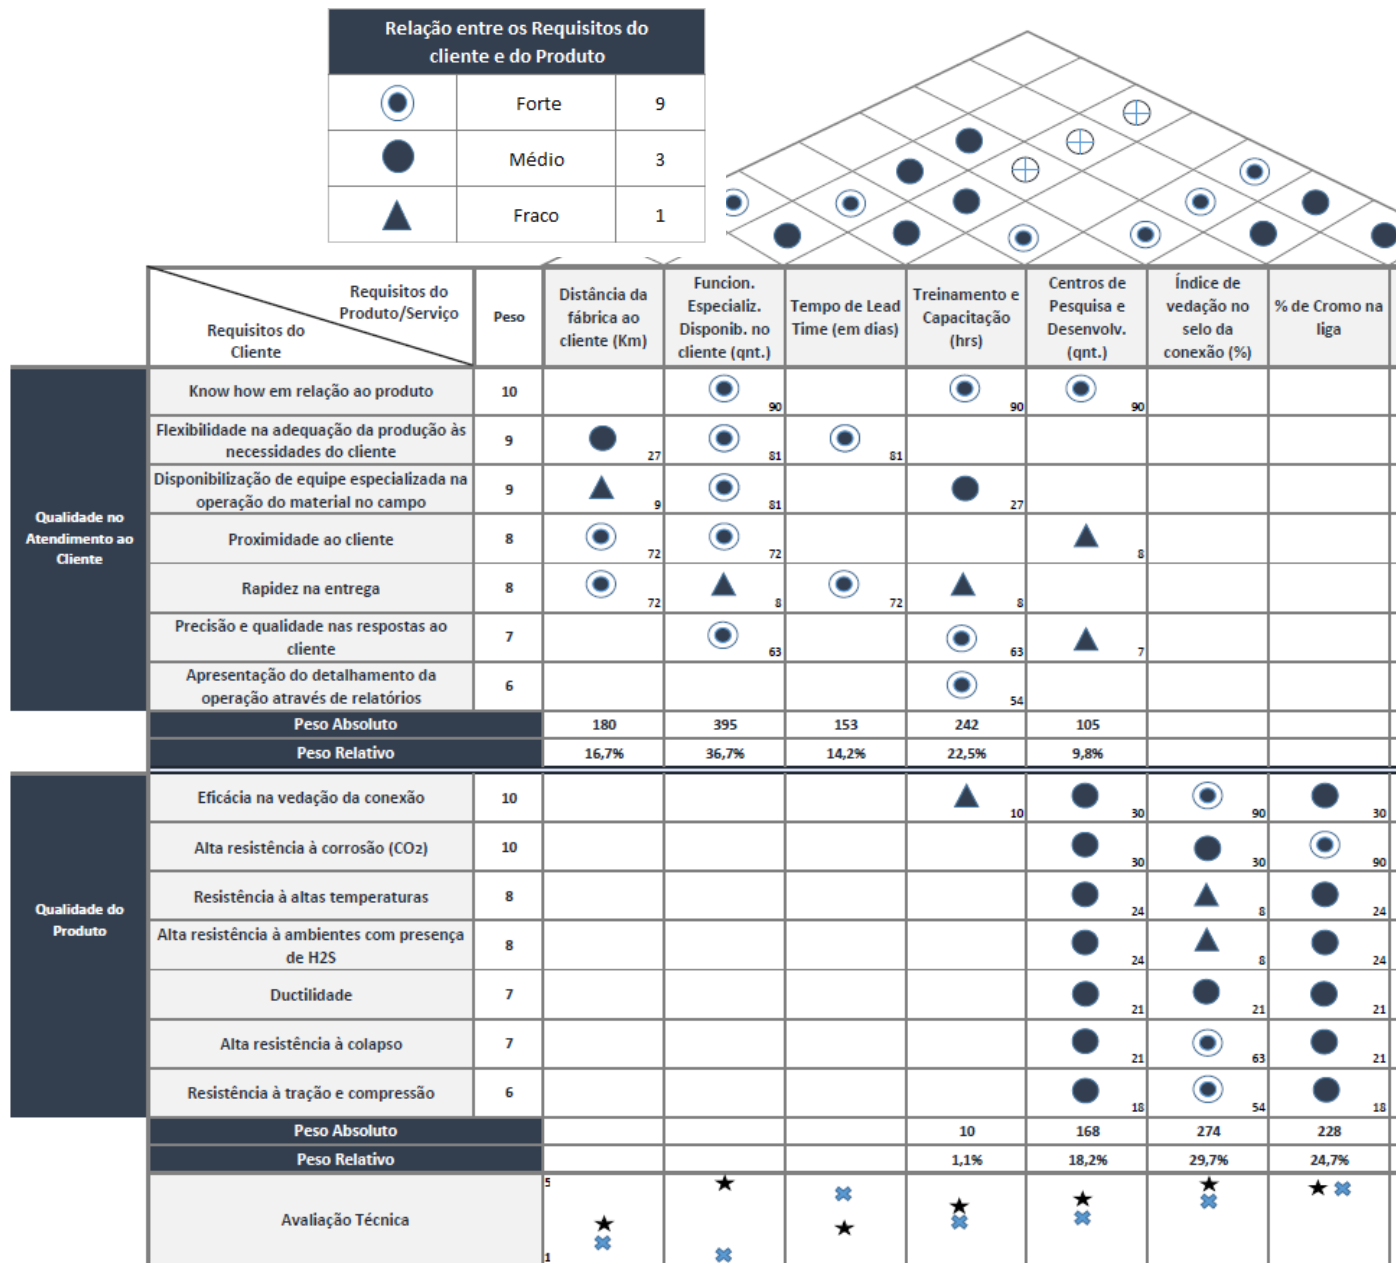 Relação entre os Requisitos do
cliente e do Produto
Forte 9
Médio 3
Fraco 1
Requisitos do
Produto/Serviço
Requisitos do
Cliente
Peso
Distância da
fábrica ao
cliente (Km)
Funcion.
Especializ.
Disponib. no
cliente (qnt.)
Tempo de Lead
Time (em dias)
Treinamento e
Capacitação
(hrs)
Centros de
Pesquisa e
Desenvolv.
(qnt.)
Índice de
vedação no
selo da
conexão (%)
% de Cromo na
liga
Qualidade no
Atendimento ao
Cliente
Know how em relação ao produto 10 90 90 90
Flexibilidade na adequação da produção às
necessidades do cliente 9 27 81 81
Disponibilização de equipe especializada na
operação do material no campo 9 9 81 27
Proximidade ao cliente 8 72 72 8
Rapidez na entrega 8 72 8 72 8
Precisão e qualidade nas respostas ao
cliente 7 63 63 7
Apresentação do detalhamento da
operação através de relatórios 6 54
Peso Absoluto 180 395 153 242 105
Peso Relativo 16,7% 36,7% 14,2% 22,5% 9,8%
Qualidade do
Produto
Eficácia na vedação da conexão 10 10 30 90 30
Alta resistência à corrosão (CO2) 10 30 30 90
Resistência à altas temperaturas 8 24 8 24
Alta resistência à ambientes com presença
de H2S 8 24 8 24
Ductilidade 7 21 21 21
Alta resistência à colapso 7 21 63 21
Resistência à tração e compressão 6 18 54 18
Peso Absoluto 10 168 274 228
Peso Relativo 1,1% 18,2% 29,7% 24,7%
Avaliação Técnica
5
1